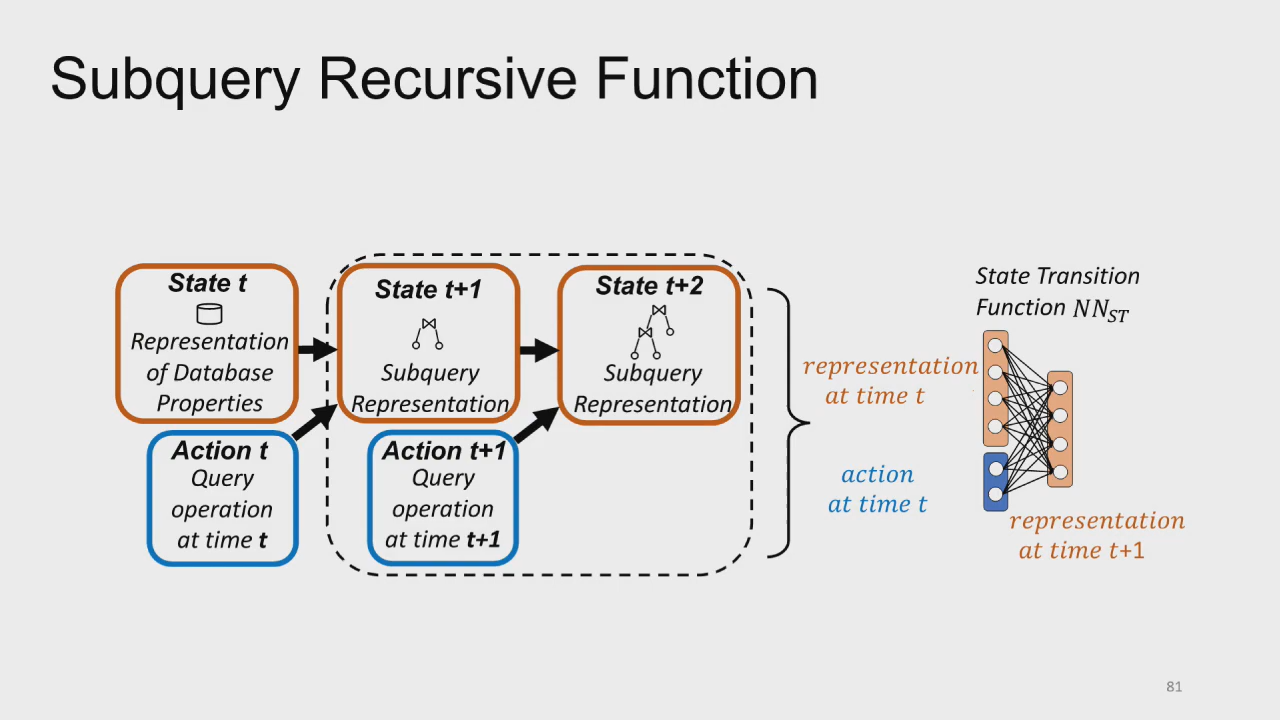 Subquery Recursive Function
State t
Representation
of Database
Properties
Action t
Query
operation
at time t
State t+1
Subquery
Representation
Action t+1
Query
operation
at time t+1
State t+2
Subquery
Representation
representation
at time t
action
at time t
State Transition
Function NN_ST
representation
at time t+1
81